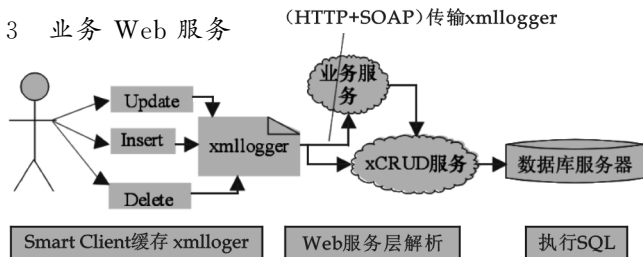 3 业务 Web 服务
(HTTP+SOAP)传输xmllogger
Update
Insert
Delete
xmllogger
业务服
务
xCRUD服务
数据库服务器
Smart Client缓存 xmlloger
Web服务层解析
执行SQL